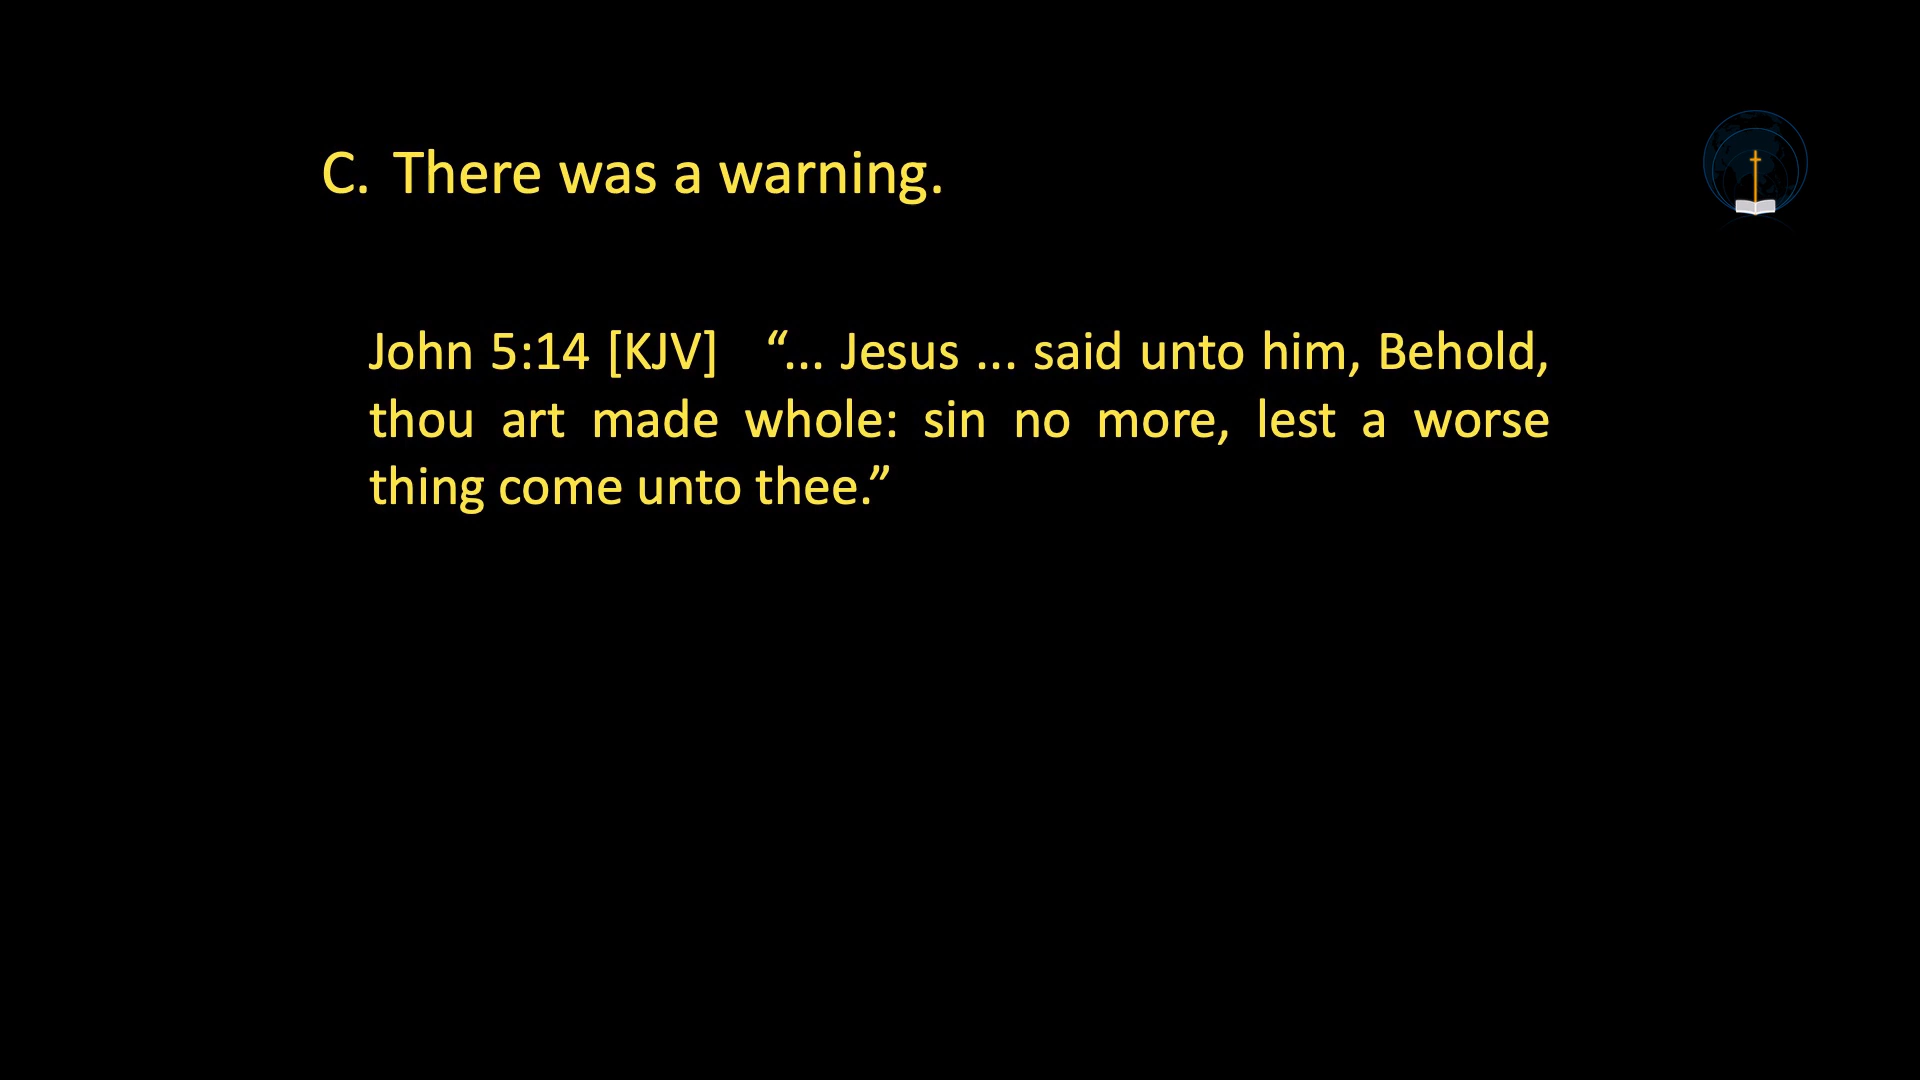 C. There was a warning.
John 5:14 [KJV] “... Jesus ... said unto him, Behold,
thou art made whole: sin no more, lest a worse
thing come unto thee.”